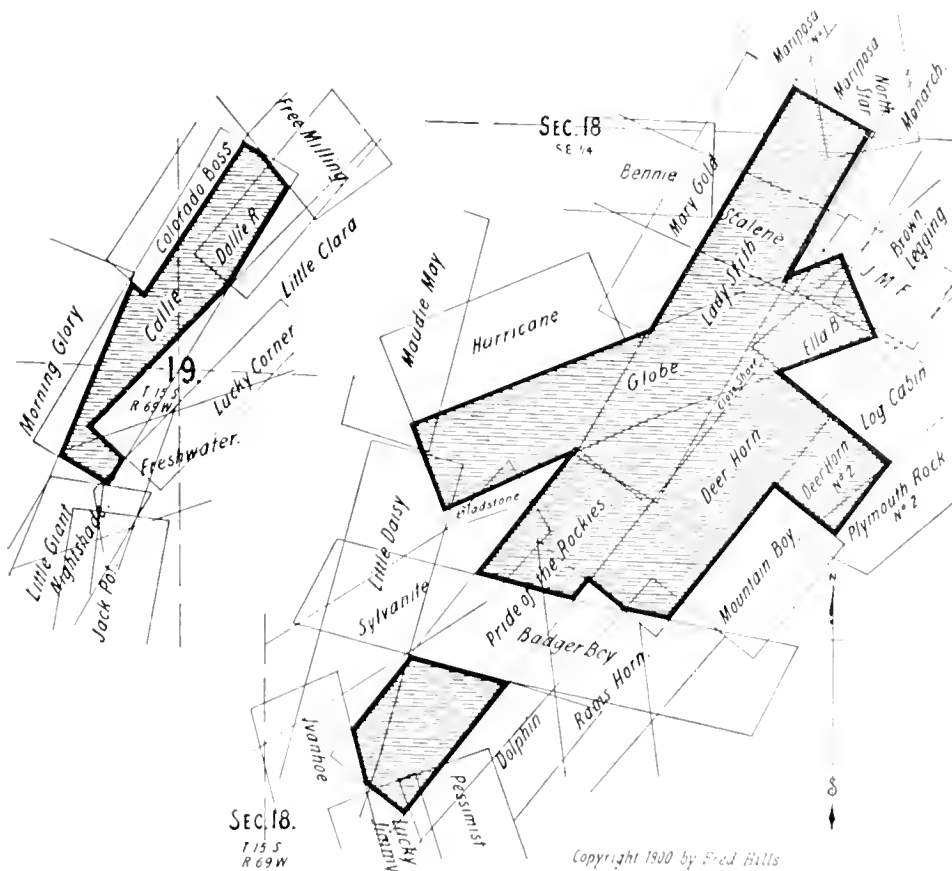 Mariposa
Nº 1
Mariposa
North
Star
Monarch.
SEC. 18
SE 1/4
Bennie
Mary Gold
Free Milling
Colorado Boss
Dollie R.
Callie
Little Clara
Morning Glory
19.
T 15 S
R 69 W
Lucky Corner
Freshwater.
Little Giant
Nightshade
Jack Pot
Maudie May
Hurricane
Scalene
Lady Stith
Brown
Legging
J M F
Ella B.
Globe
Deer Horn
Log Cabin
Deer Horn
Nº 2
Plymouth Rock
Nº 2
Gladstone
Little Daisy
Sylvanite
Pride of the Rockies
Mountain Boy.
Badger Boy
Rams Horn.
Dolphin
Ivanhoe
Pessimist
Lucky
Jimmy
SEC. 18.
T 15 S
R 69 W
N
S
Copyright 1900 by Fred Hills